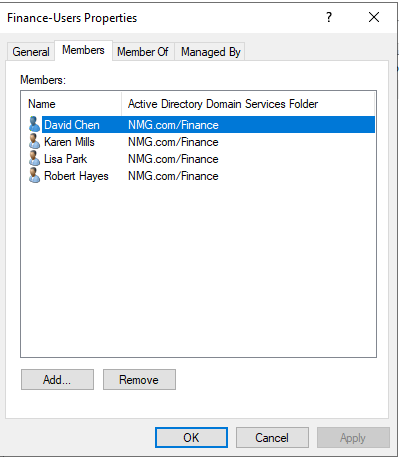 Finance-Users Properties ? ×
General Members Member Of Managed By
Members:
Name Active Directory Domain Services Folder
David Chen NMG.com/Finance
Karen Mills NMG.com/Finance
Lisa Park NMG.com/Finance
Robert Hayes NMG.com/Finance
Add... Remove
OK Cancel Apply